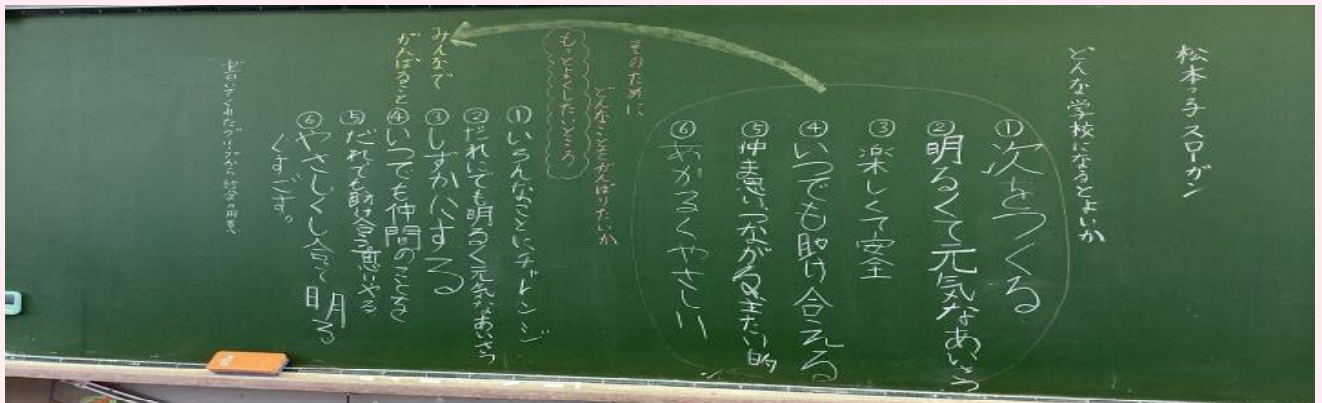 松本っ子 スローガン
どんな学校になるとよいか
①次をつくる
②明るくて元気なあいさつ
③楽しくて安全
④いつでも助け合える
⑤仲
⑥あかるくやさしい
そのために、
どんなことをがんばりたいか
もっとよくしたいところ
みんなで
がんばること
①いろんなことにチャレンジ
②だれにでも明るく元気なあいさつ
③しずかにする
④いつでも仲間のことを
⑤だれでも助け合う思いやる
⑥やさしくし合って明る
くすごす。